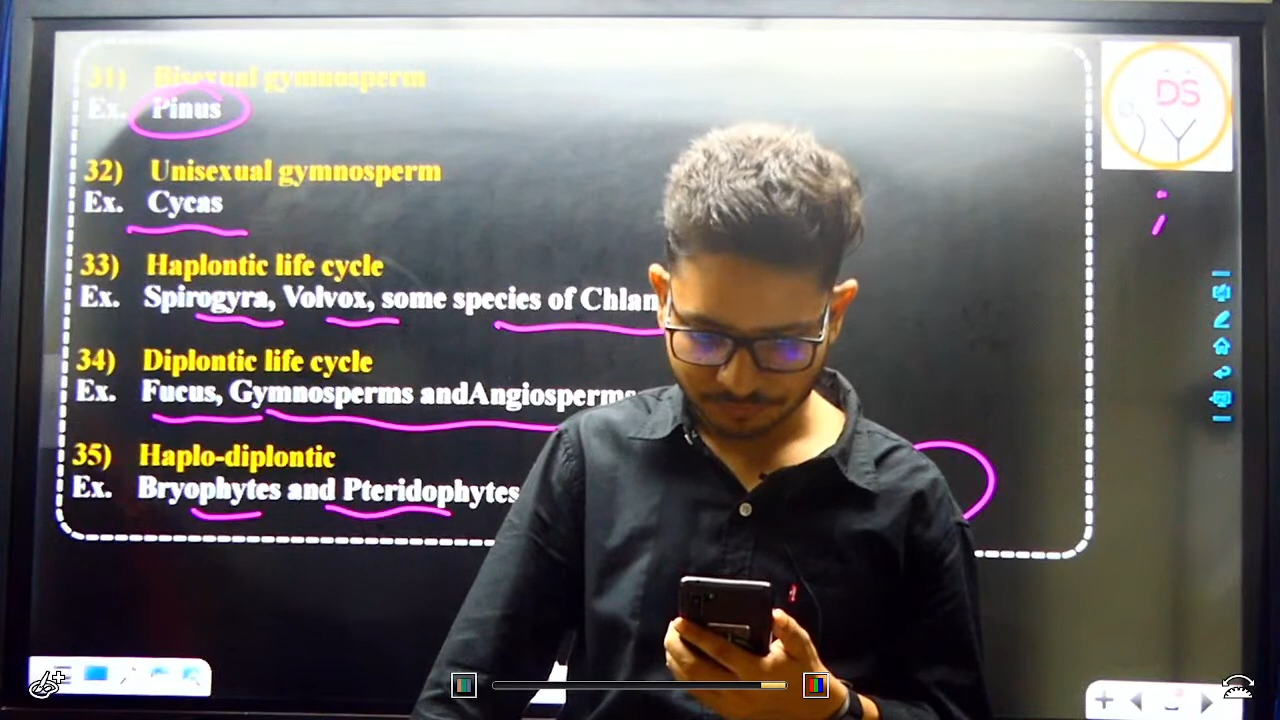 31) Bisexual gymnosperm
Ex. Pinus
32) Unisexual gymnosperm
Ex. Cycas
33) Haplontic life cycle
Ex. Spirogyra, Volvox, some species of Chlam
34) Diplontic life cycle
Ex. Fucus, Gymnosperms andAngiosperms
35) Haplo-diplontic
Ex. Bryophytes and Pteridophytes
DS
Y